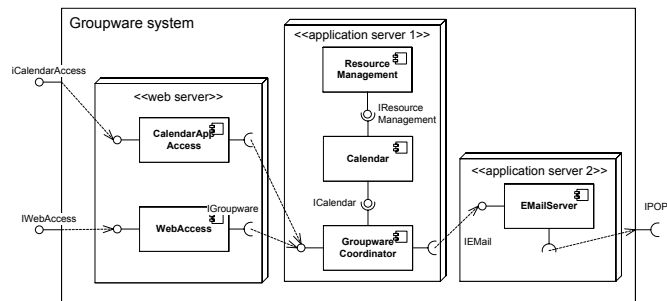 Groupware system
<<application server 1>>
Resource
Management
iCalendarAccess
<<web server>>
IResource
Management
CalendarApp
Access
Calendar
<<application server 2>>
ICalendar
IGroupware
EMailServer
IWebAccess
WebAccess
IPOP
Groupware
Coordinator
IEMail